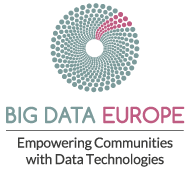 BIG DATA EUROPE
Empowering Communities
with Data Technologies